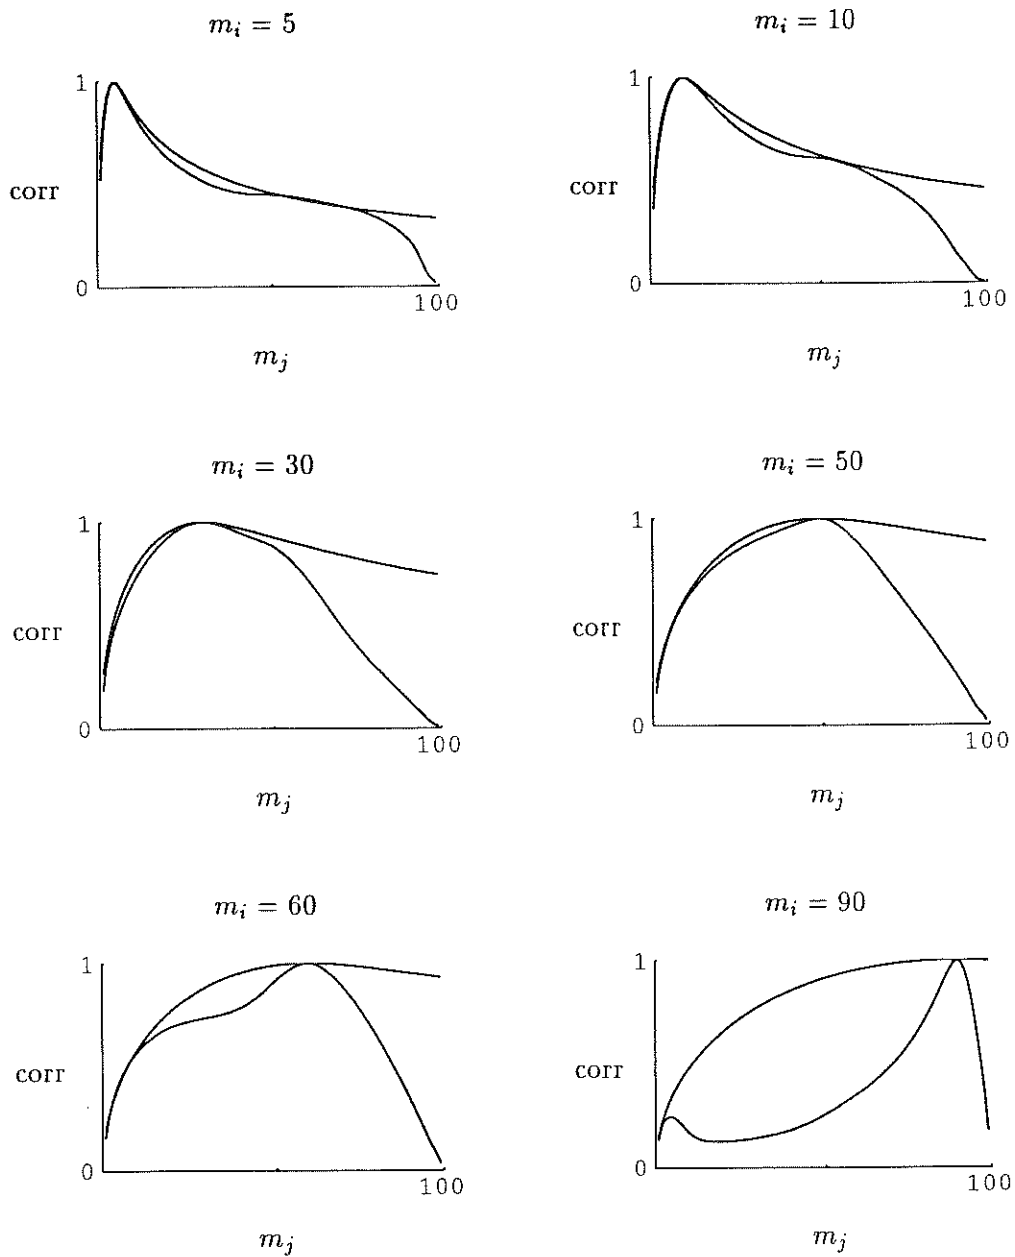 m_i = 5
1
corr
0
100
m_j
m_i = 10
1
corr
0
100
m_j
m_i = 30
1
corr
0
100
m_j
m_i = 50
1
corr
0
100
m_j
m_i = 60
1
corr
0
100
m_j
m_i = 90
1
corr
0
100
m_j